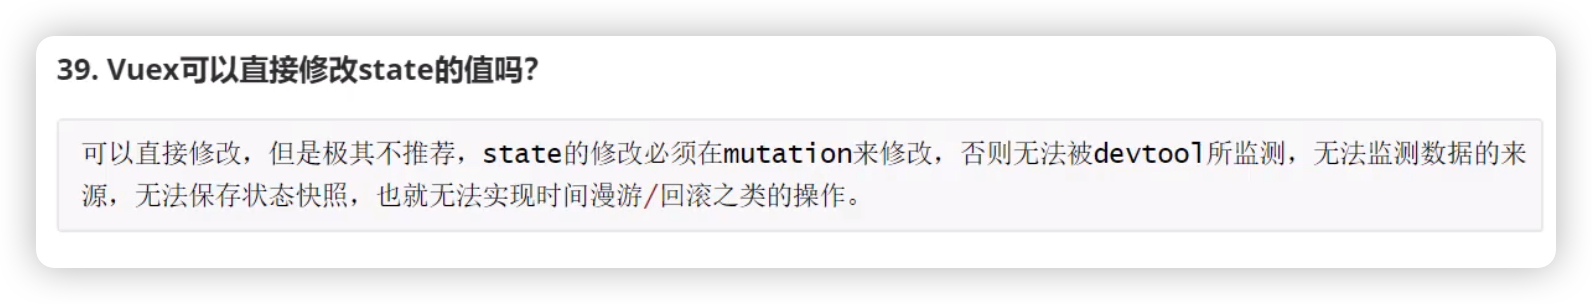 39. Vuex可以直接修改state的值吗?
可以直接修改，但是极其不推荐，state的修改必须在mutation来修改，否则无法被devtool所监测，无法监测数据的来
源，无法保存状态快照，也就无法实现时间漫游/回滚之类的操作。